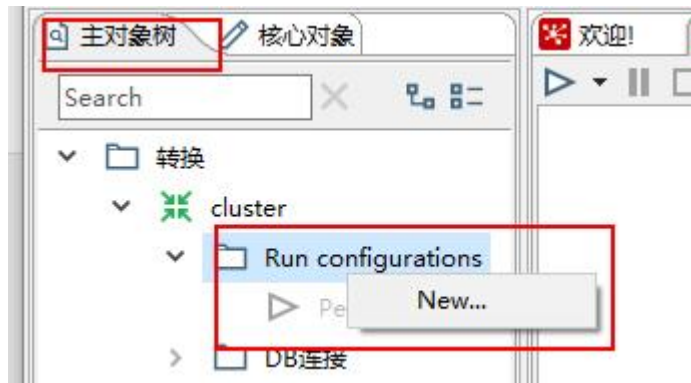 主对象树 核心对象 欢迎!
Search
转换
cluster
Run configurations
Pe New...
DB连接